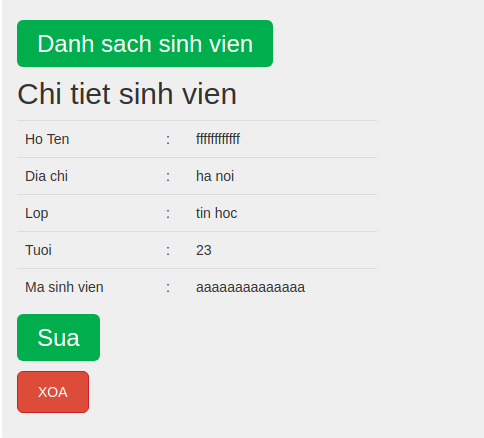 Danh sach sinh vien
Chi tiet sinh vien
Ho Ten : ffffffffffff
Dia chi : ha noi
Lop : tin hoc
Tuoi : 23
Ma sinh vien : aaaaaaaaaaaaaa
Sua
XOA